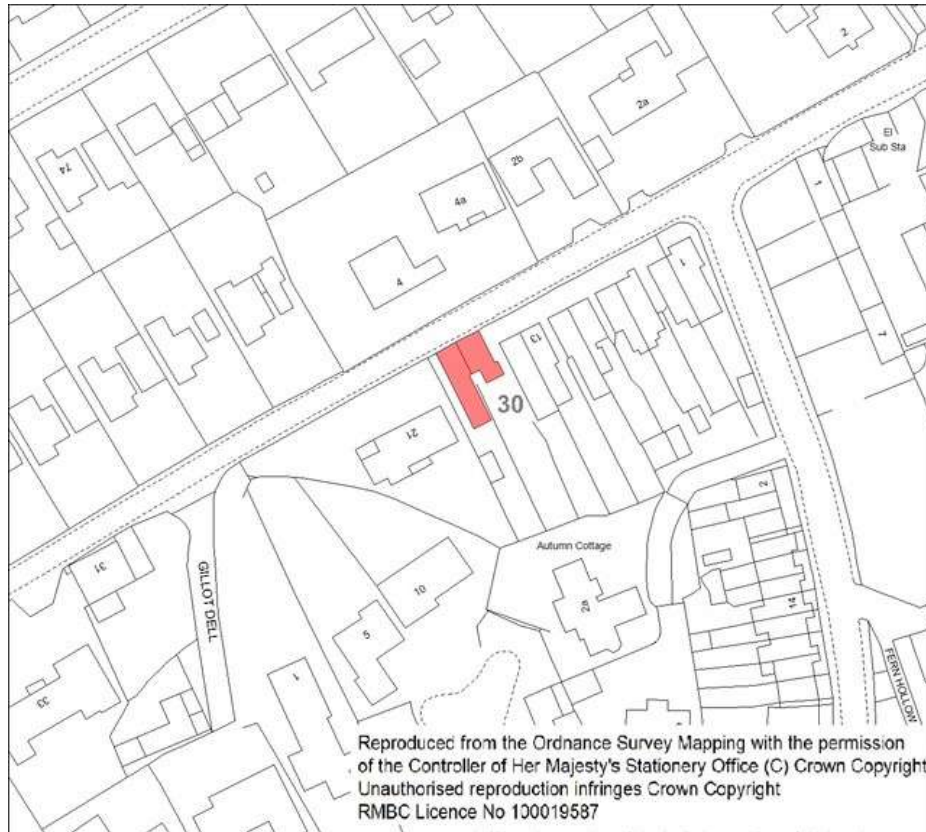 2
2a
El
Sub Sta
74
2b
4a
1
4
1
13
7
30
21
2
Autumn Cottage
31
GILLOT DELL
10
2a
14
5
FERN HOLLOW
33
1
Reproduced from the Ordnance Survey Mapping with the permission
of the Controller of Her Majesty's Stationery Office (C) Crown Copyright
Unauthorised reproduction infringes Crown Copyright
RMBC Licence No 100019587